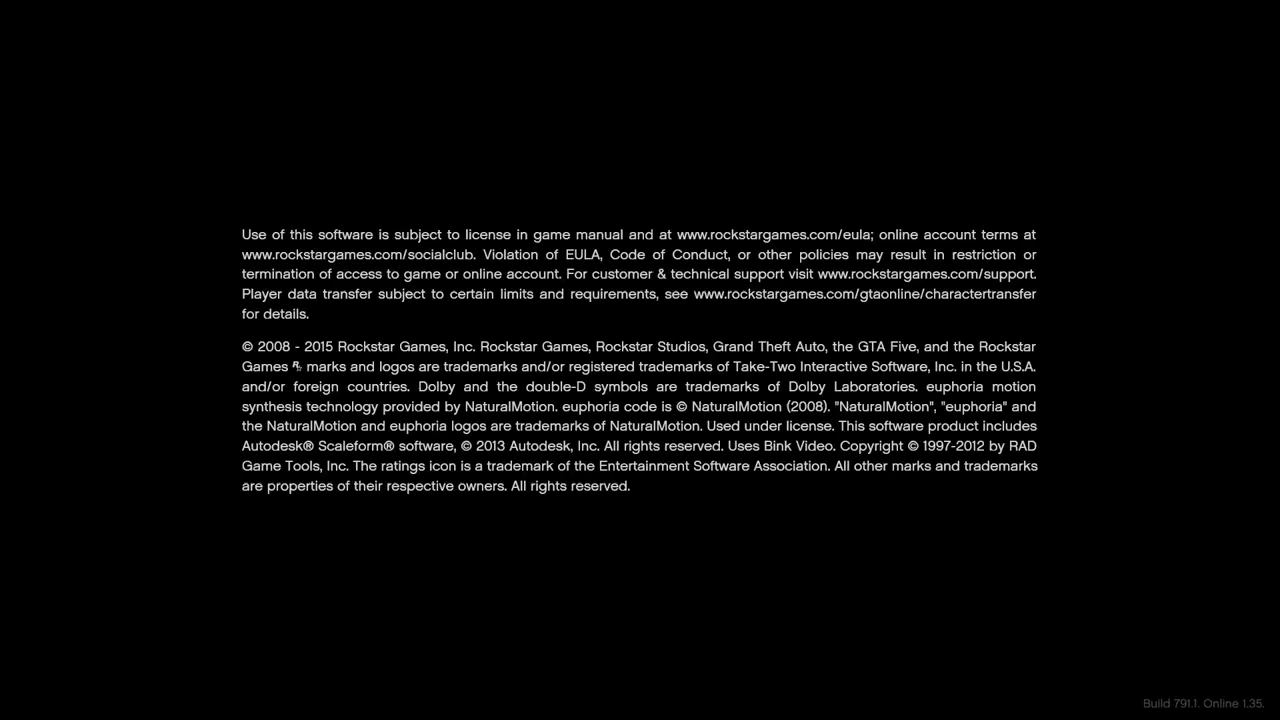 Use of this software is subject to license in game manual and at www.rockstargames.com/eula; online account terms at
www.rockstargames.com/socialclub. Violation of EULA, Code of Conduct, or other policies may result in restriction or
termination of access to game or online account. For customer & technical support visit www.rockstargames.com/support.
Player data transfer subject to certain limits and requirements, see www.rockstargames.com/gtaonline/charactertransfer
for details.
© 2008 - 2015 Rockstar Games, Inc. Rockstar Games, Rockstar Studios, Grand Theft Auto, the GTA Five, and the Rockstar
Games R* marks and logos are trademarks and/or registered trademarks of Take-Two Interactive Software, Inc. in the U.S.A.
and/or foreign countries. Dolby and the double-D symbols are trademarks of Dolby Laboratories. euphoria motion
synthesis technology provided by NaturalMotion. euphoria code is © NaturalMotion (2008). "NaturalMotion", "euphoria" and
the NaturalMotion and euphoria logos are trademarks of NaturalMotion. Used under license. This software product includes
Autodesk® Scaleform® software, © 2013 Autodesk, Inc. All rights reserved. Uses Bink Video. Copyright © 1997-2012 by RAD
Game Tools, Inc. The ratings icon is a trademark of the Entertainment Software Association. All other marks and trademarks
are properties of their respective owners. All rights reserved.
Build 791.1. Online 1.35.